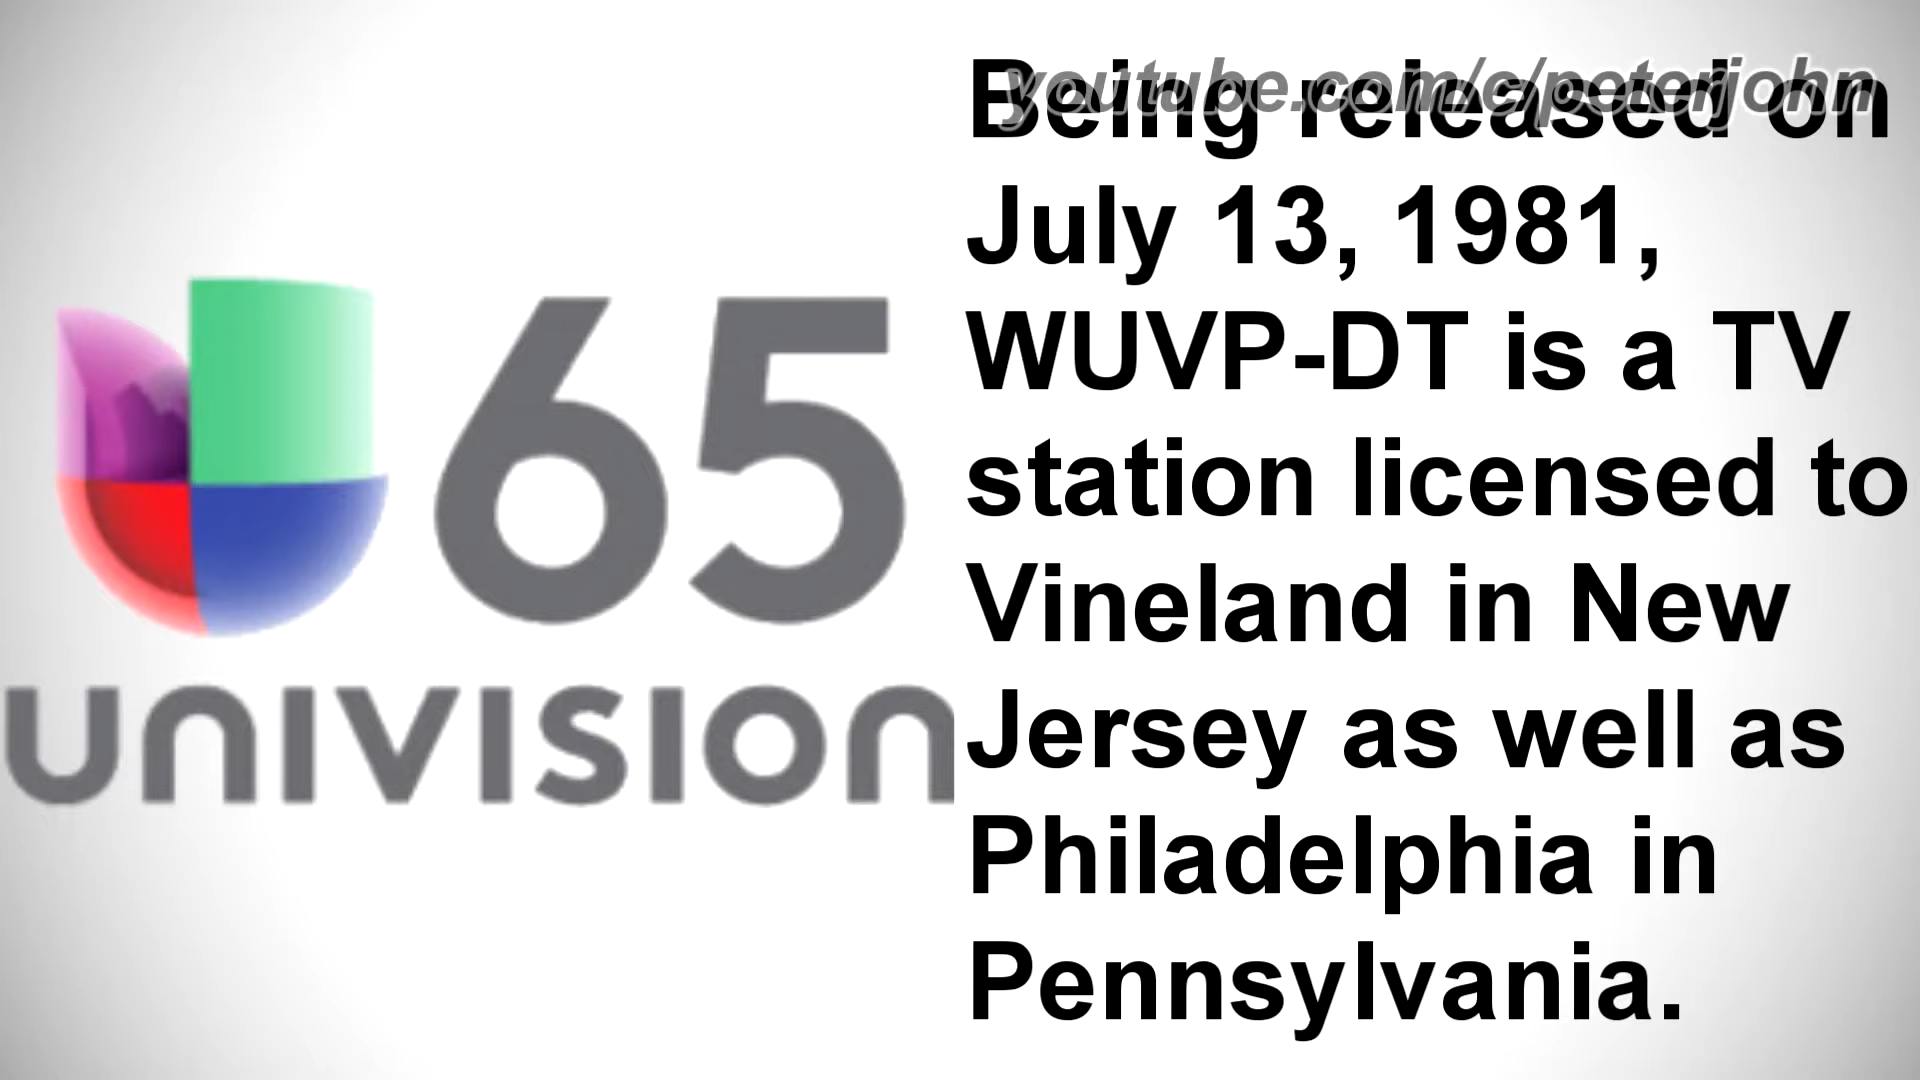 youtube.com/c/peterjohn
Being released on
July 13, 1981,
WUVP-DT is a TV
station licensed to
Vineland in New
Jersey as well as
Philadelphia in
Pennsylvania.
65
UNIVISION